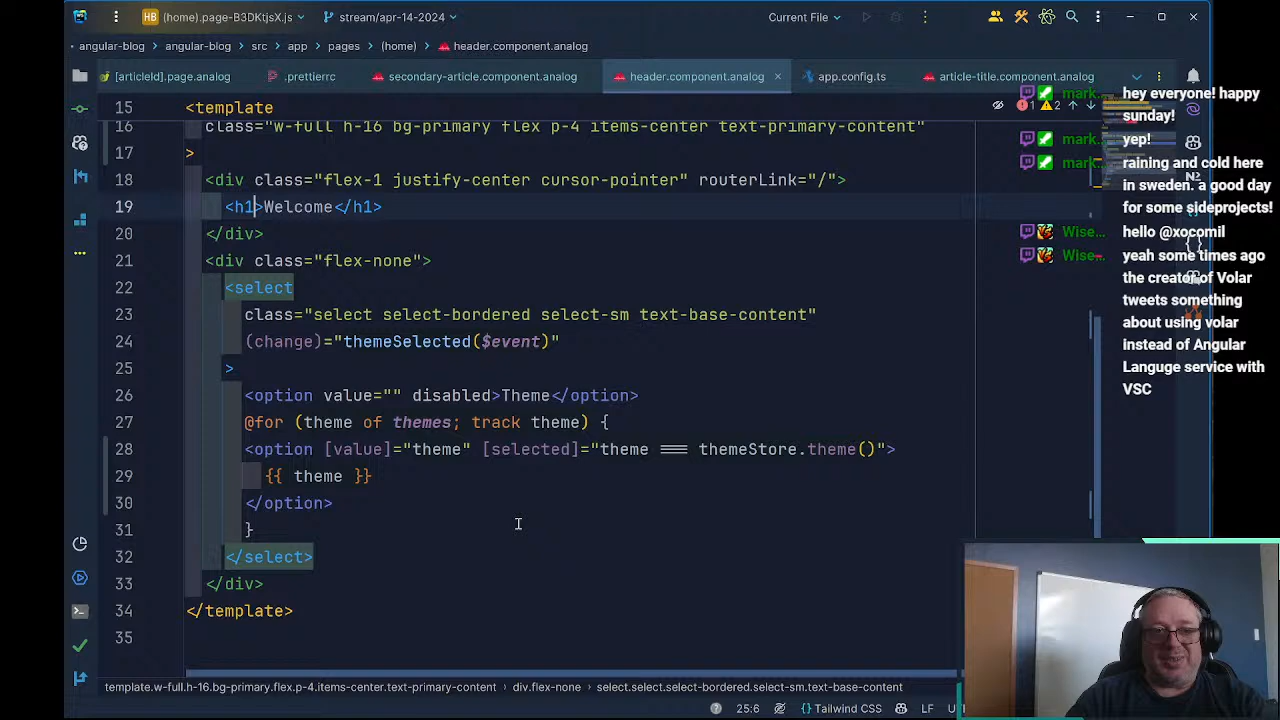 HB (home).page-B3DKtjsX.js stream/apr-14-2024 Current File
angular-blog angular-blog src app pages (home) header.component.analog
[articleId].page.analog .prettierrc secondary-article.component.analog header.component.analog app.config.ts article-title.component.analog
15 <template
16 class="w-full h-16 bg-primary flex p-4 items-center text-primary-content"
17 >
18 <div class="flex-1 justify-center cursor-pointer" routerLink="/">
19 <h1>Welcome</h1>
20 </div>
21 <div class="flex-none">
22 <select
23 class="select select-bordered select-sm text-base-content"
24 (change)="themeSelected($event)"
25 >
26 <option value="" disabled>Theme</option>
27 @for (theme of themes; track theme) {
28 <option [value]="theme" [selected]="theme === themeStore.theme()">
29 {{ theme }}
30 </option>
31 }
32 </select>
33 </div>
34 </template>
35
1 2
mark... hey everyone! happy
sunday!
mark... yep!
mark... raining and cold here
in sweden. a good day
for some sideprojects!
Wise... hello @xocomil
Wise... yeah some times ago
the creator of Volar
tweets something
about using volar
instead of Angular
Languge service with
VSC
template.w-full.h-16.bg-primary.flex.p-4.items-center.text-primary-content div.flex-none select.select.select-bordered.select-sm.text-base-content
25:6 Tailwind CSS LF